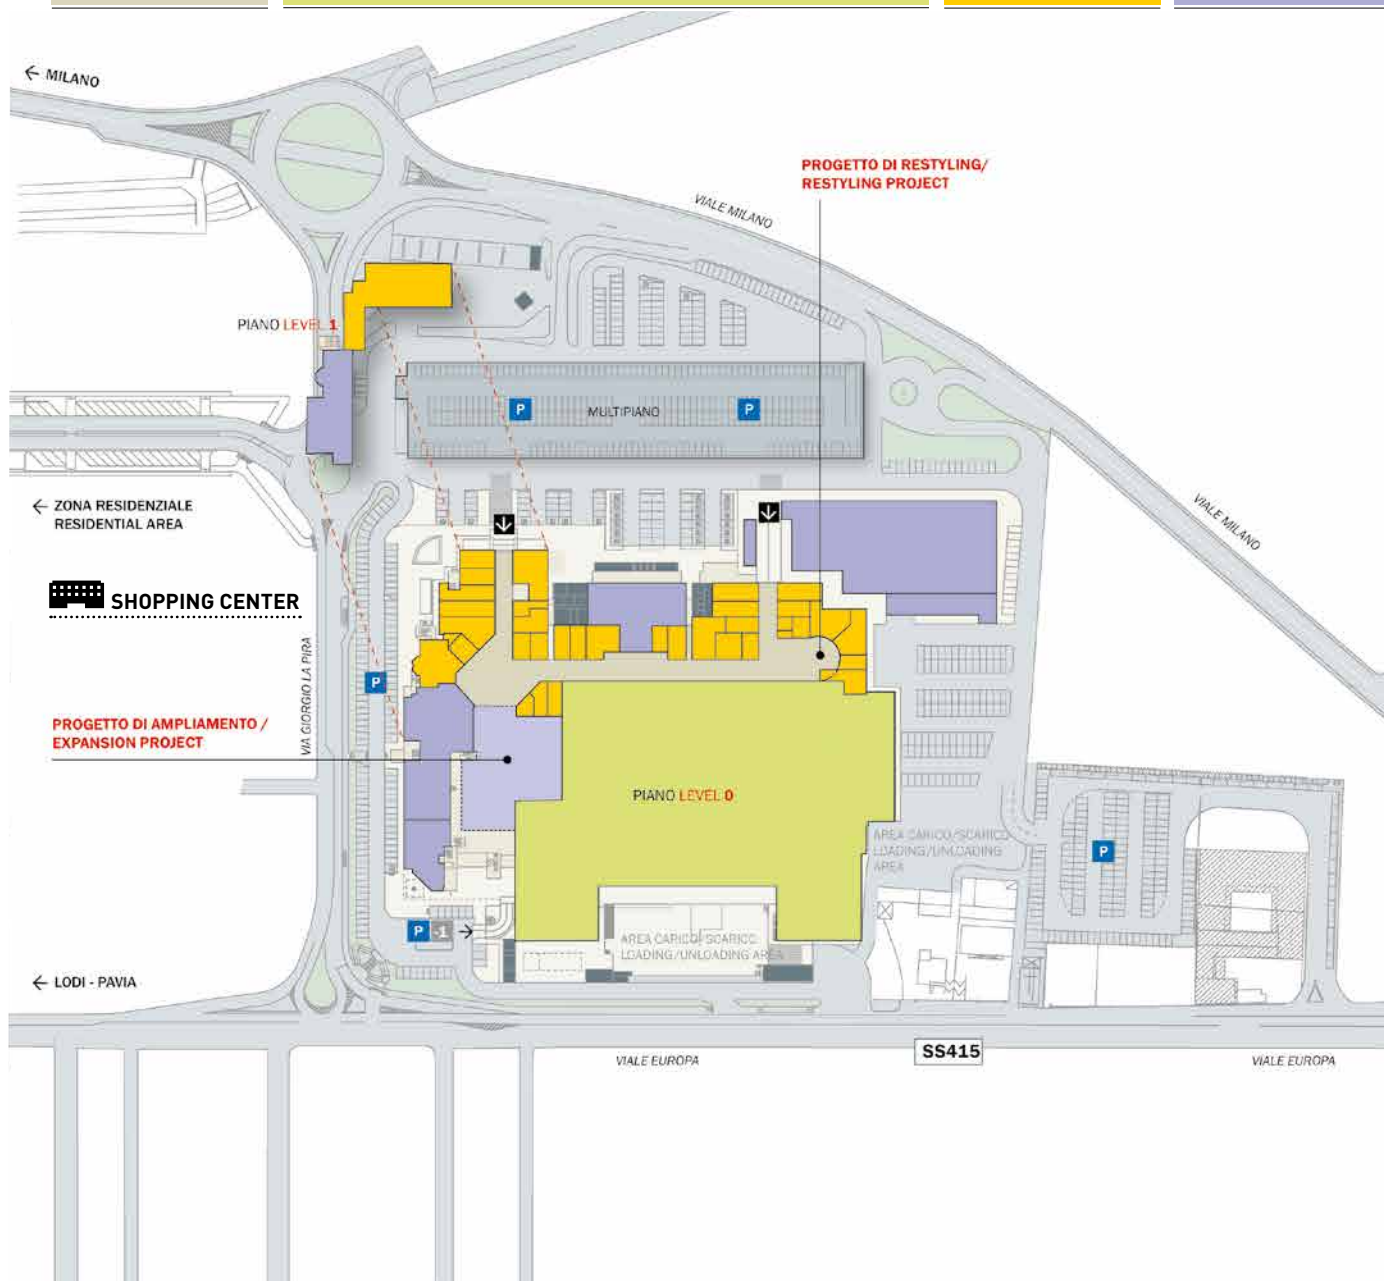 ← MILANO
PROGETTO DI RESTYLING/
RESTYLING PROJECT
VIALE MILANO
PIANO LEVEL 1
P
MULTIPIANO
P
← ZONA RESIDENZIALE
RESIDENTIAL AREA
VIALE MILANO
SHOPPING CENTER
VIA GIORGIO LA PIRA
P
PROGETTO DI AMPLIAMENTO /
EXPANSION PROJECT
PIANO LEVEL 0
AREA CARICO/SCARICO
LOADING/UNLOADING
AREA
P
P -1 →
AREA CARICO/SCARICO
LOADING/UNLOADING AREA
← LODI - PAVIA
SS415
VIALE EUROPA
VIALE EUROPA